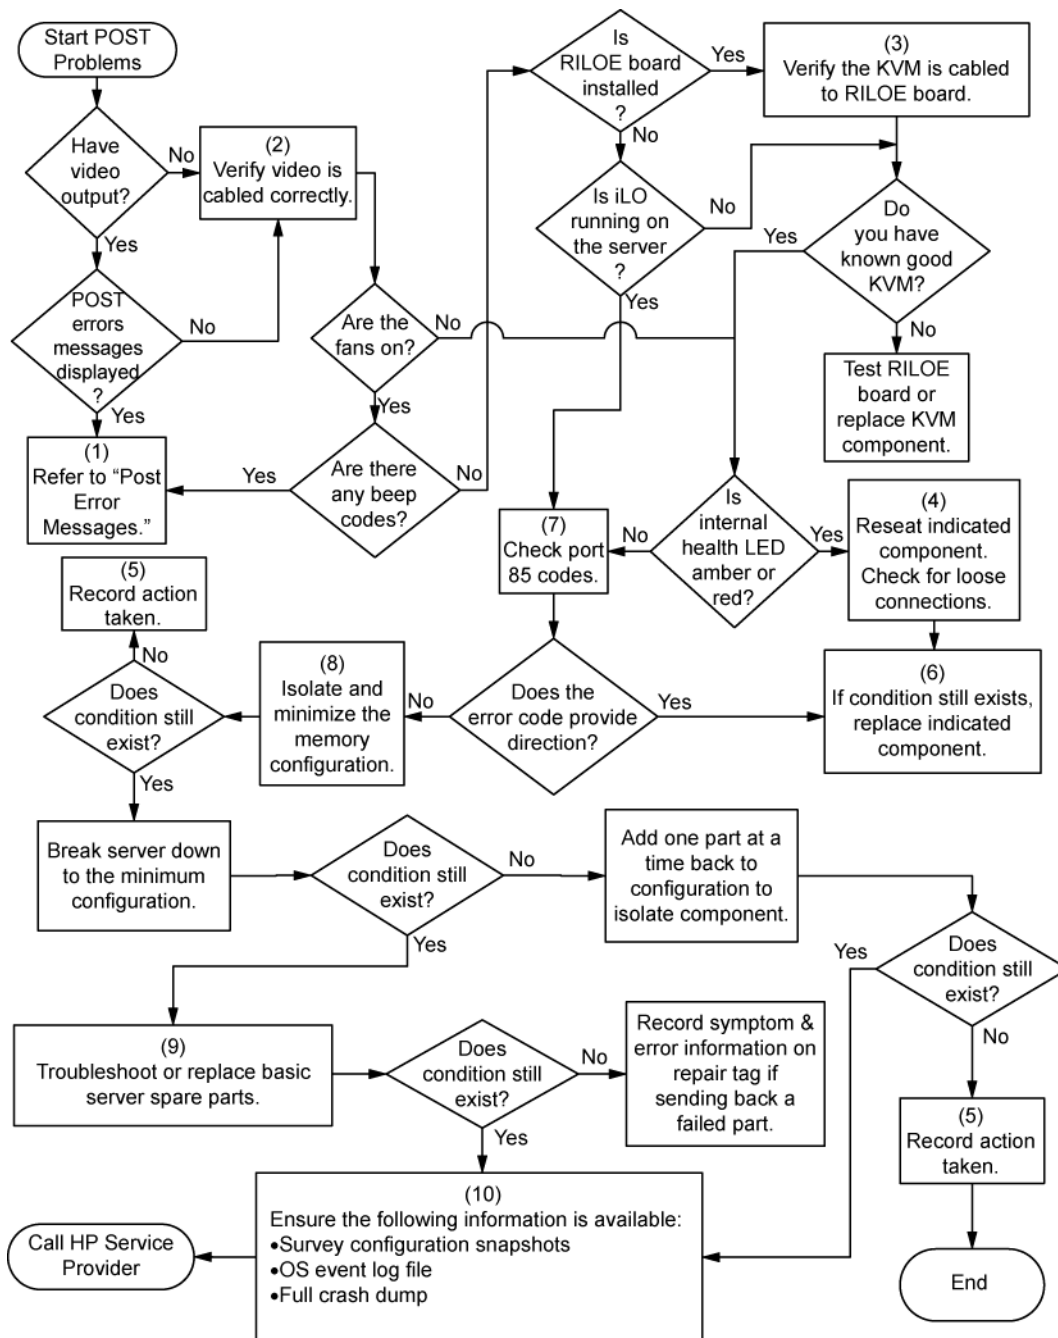 Start POST
Problems
Have
video
output?
No
Yes
(2)
Verify video is
cabled correctly.
POST
errors
messages
displayed
?
No
Yes
(1)
Refer to “Post
Error
Messages.”
Are the
fans on?
No
Yes
Are there
any beep
codes?
Yes
No
Is
RILOE board
installed
?
Yes
No
(3)
Verify the KVM is cabled
to RILOE board.
Is iLO
running on
the server
?
No
Yes
Do
you have
known good
KVM?
Yes
No
Test RILOE
board or
replace KVM
component.
Is
internal
health LED
amber or
red?
No
Yes
(4)
Reseat indicated
component.
Check for loose
connections.
(7)
Check port
85 codes.
(6)
If condition still exists,
replace indicated
component.
Does the
error code provide
direction?
No
Yes
(8)
Isolate and
minimize the
memory
configuration.
(5)
Record action
taken.
No
Does
condition still
exist?
Yes
Break server down
to the minimum
configuration.
Does
condition still
exist?
No
Yes
Add one part at a
time back to
configuration to
isolate component.
Does
condition still
exist?
Yes
No
(9)
Troubleshoot or replace basic
server spare parts.
Does
condition still
exist?
No
Yes
Record symptom &
error information on
repair tag if
sending back a
failed part.
(5)
Record action
taken.
(10)
Ensure the following information is available:
•Survey configuration snapshots
•OS event log file
•Full crash dump
Call HP Service
Provider
End